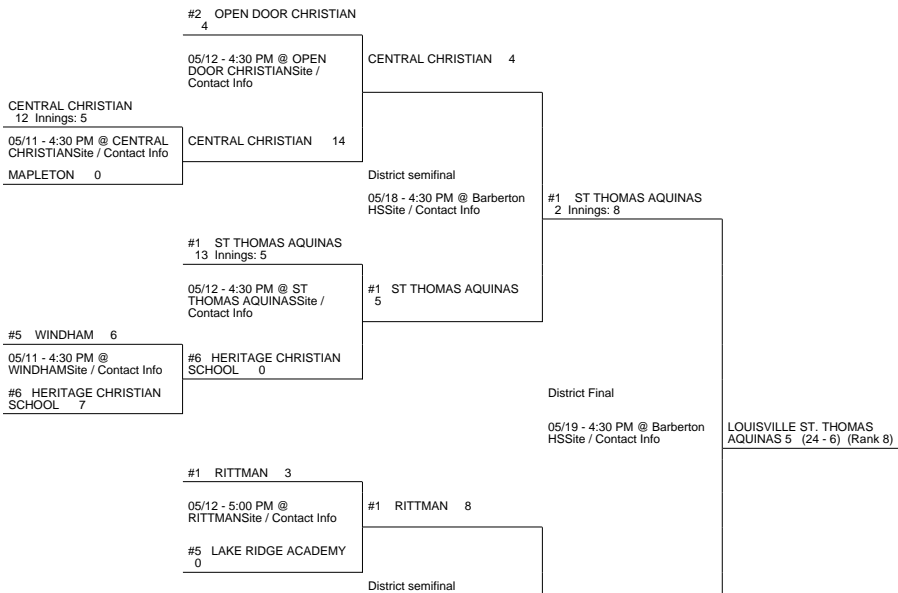 #2 OPEN DOOR CHRISTIAN
4
05/12 - 4:30 PM @ OPEN
DOOR CHRISTIANSite /
Contact Info
CENTRAL CHRISTIAN 4
CENTRAL CHRISTIAN
12 Innings: 5
05/11 - 4:30 PM @ CENTRAL
CHRISTIANSite / Contact Info
MAPLETON 0
CENTRAL CHRISTIAN 14
District semifinal
05/18 - 4:30 PM @ Barberton
HSSite / Contact Info
#1 ST THOMAS AQUINAS
2 Innings: 8
#1 ST THOMAS AQUINAS
13 Innings: 5
05/12 - 4:30 PM @ ST
THOMAS AQUINASSite /
Contact Info
#1 ST THOMAS AQUINAS
5
#5 WINDHAM 6
05/11 - 4:30 PM @
WINDHAMSite / Contact Info
#6 HERITAGE CHRISTIAN
SCHOOL 7
#6 HERITAGE CHRISTIAN
SCHOOL 0
District Final
05/19 - 4:30 PM @ Barberton
HSSite / Contact Info
LOUISVILLE ST. THOMAS
AQUINAS 5 (24 - 6) (Rank 8)
#1 RITTMAN 3
05/12 - 5:00 PM @
RITTMANSite / Contact Info
#1 RITTMAN 8
#5 LAKE RIDGE ACADEMY
0
District semifinal